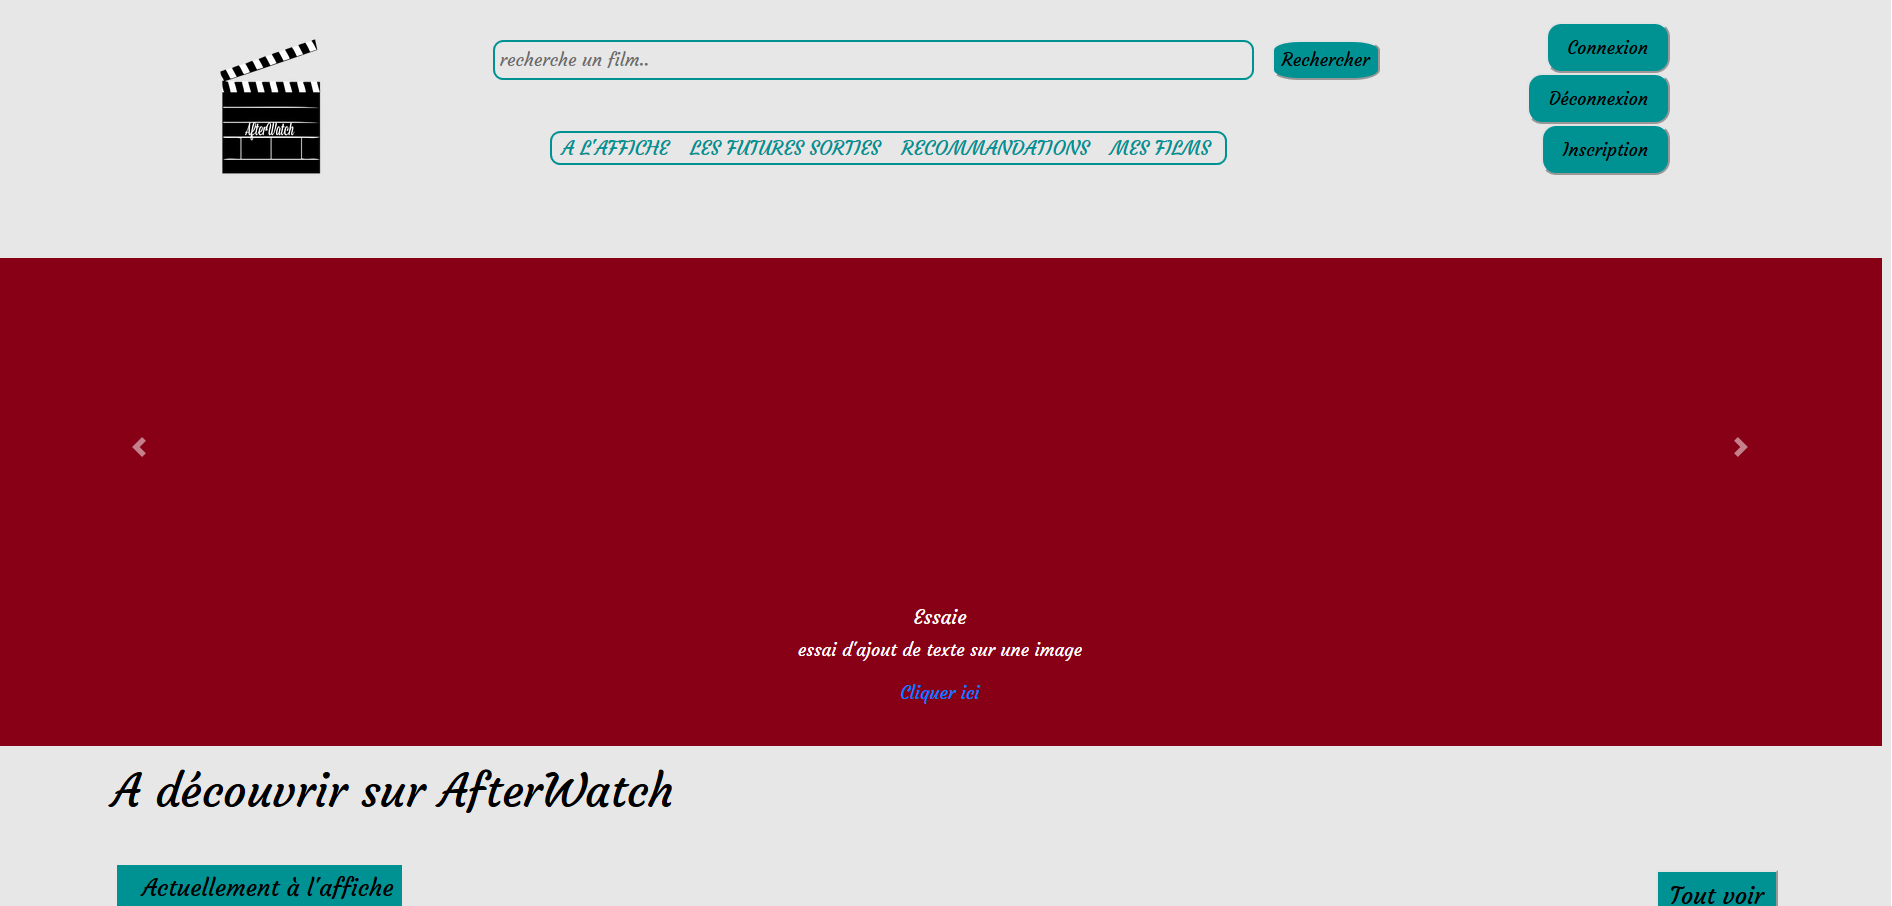 AfterWatch
recherche un film..
Rechercher
Connexion
Déconnexion
Inscription
A L'AFFICHE LES FUTURES SORTIES RECOMMANDATIONS MES FILMS
Essaie
essai d'ajout de texte sur une image
Cliquer ici
A découvrir sur AfterWatch
Actuellement à l'affiche
Tout voir